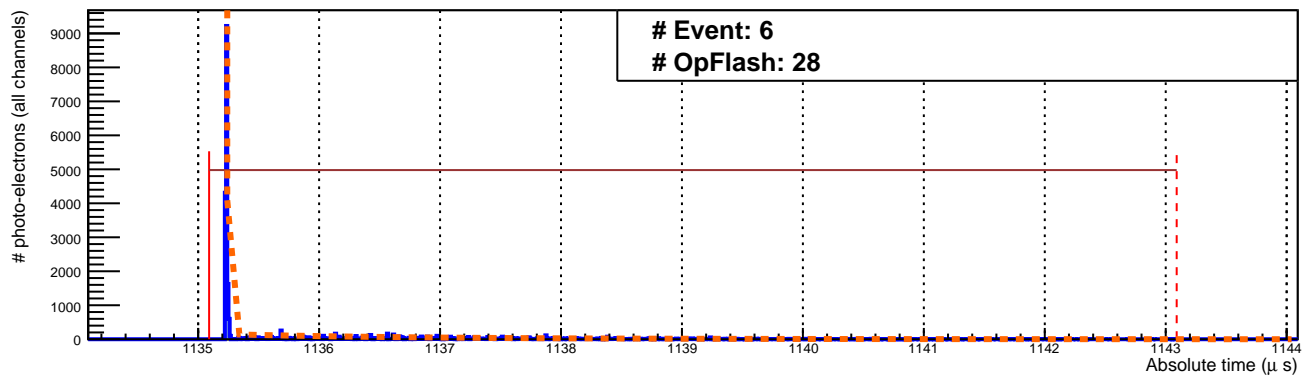 # Event: 6
# OpFlash: 28
# photo-electrons (all channels)
9000
8000
7000
6000
5000
4000
3000
2000
1000
0
1135 1136 1137 1138 1139 1140 1141 1142 1143 1144
Absolute time (μ s)